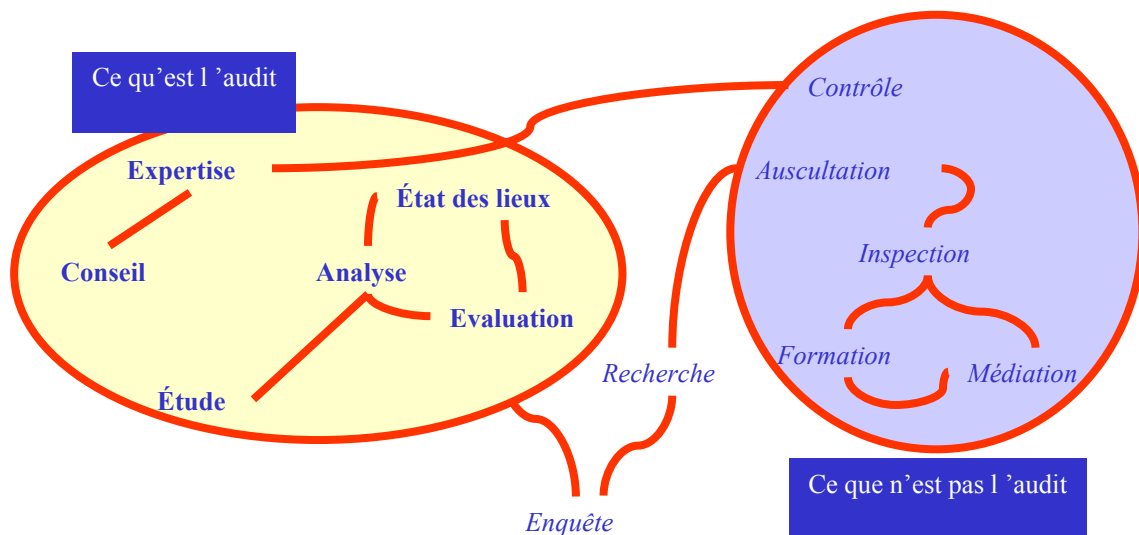 Ce qu’est l ’audit
Contrôle
Expertise
Auscultation
État des lieux
Inspection
Conseil
Analyse
Evaluation
Formation
Médiation
Recherche
Étude
Ce que n’est pas l ’audit
Enquête